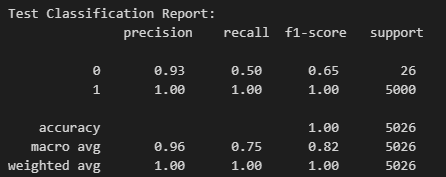 Test Classification Report:
precision recall f1-score support
0 0.93 0.50 0.65 26
1 1.00 1.00 1.00 5000
accuracy 1.00 5026
macro avg 0.96 0.75 0.82 5026
weighted avg 1.00 1.00 1.00 5026